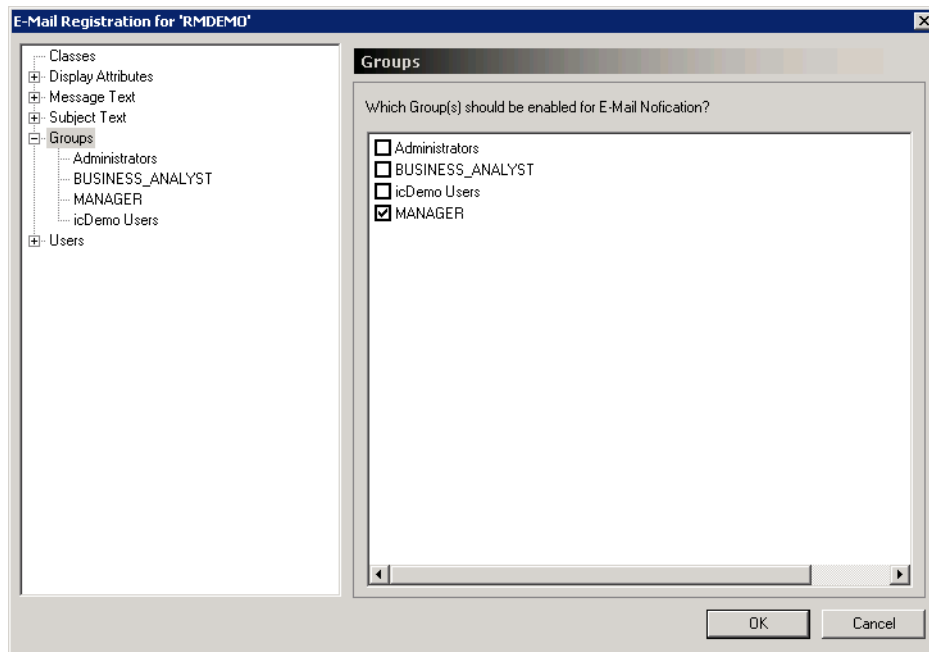 E-Mail Registration for 'RMDEMO'
Classes
Display Attributes
Message Text
Subject Text
Groups
Administrators
BUSINESS_ANALYST
MANAGER
icDemo Users
Users
Groups
Which Group(s) should be enabled for E-Mail Nofication?
Administrators
BUSINESS_ANALYST
icDemo Users
MANAGER
OK
Cancel